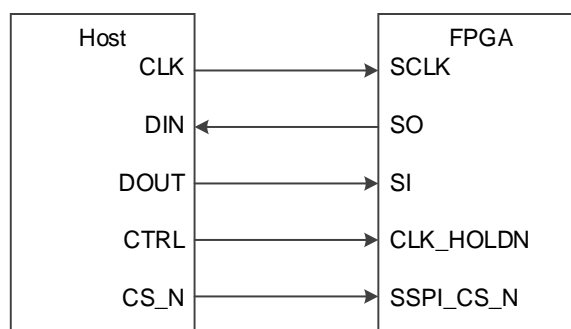 Host FPGA
CLK SCLK
DIN SO
DOUT SI
CTRL CLK_HOLDN
CS_N SSPI_CS_N